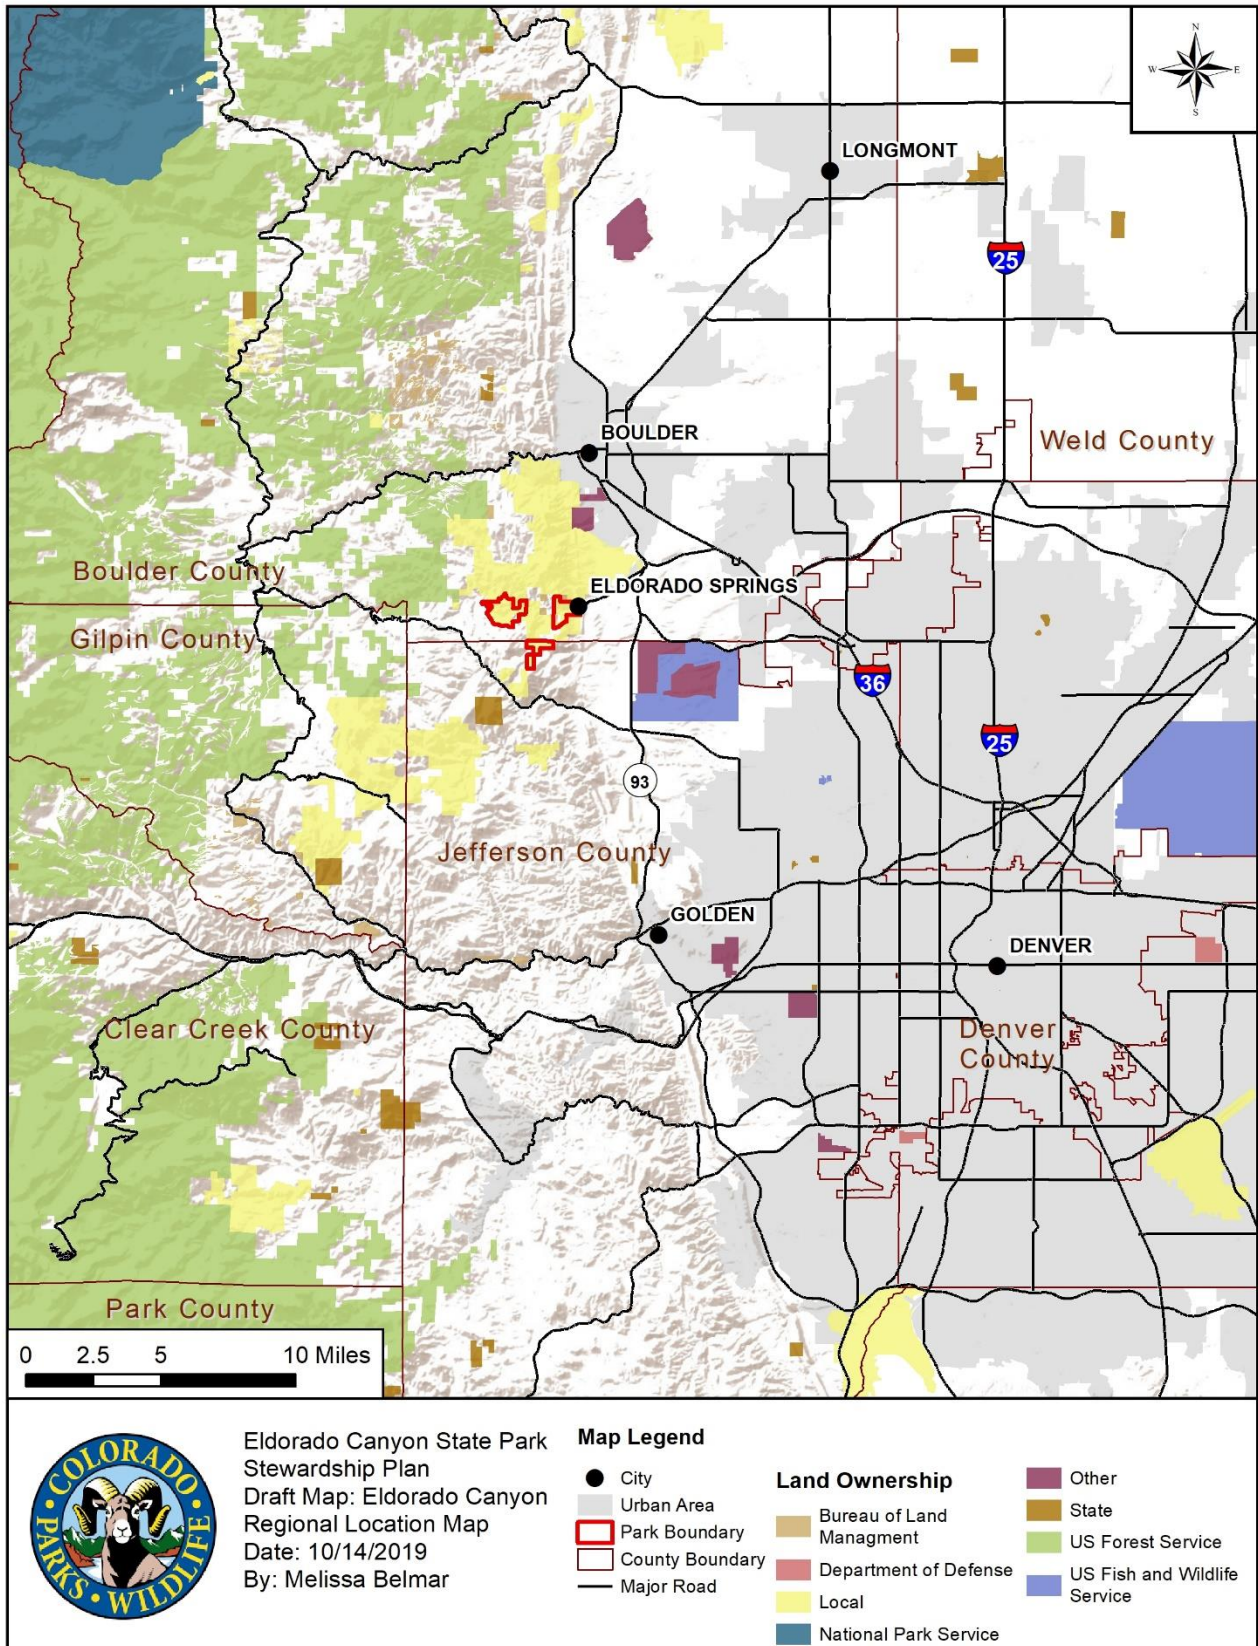 N
W E
S
LONGMONT
25
BOULDER
Weld County
Boulder County
ELDORADO SPRINGS
Gilpin County
36
25
93
Jefferson County
GOLDEN
DENVER
Clear Creek County
Denver
County
Park County
0 2.5 5 10 Miles
COLORADO
PARKS • WILDLIFE
Eldorado Canyon State Park
Stewardship Plan
Draft Map: Eldorado Canyon
Regional Location Map
Date: 10/14/2019
By: Melissa Belmar
Map Legend
City
Urban Area
Park Boundary
County Boundary
Major Road
Land Ownership
Bureau of Land
Managment
Department of Defense
Local
National Park Service
Other
State
US Forest Service
US Fish and Wildlife
Service